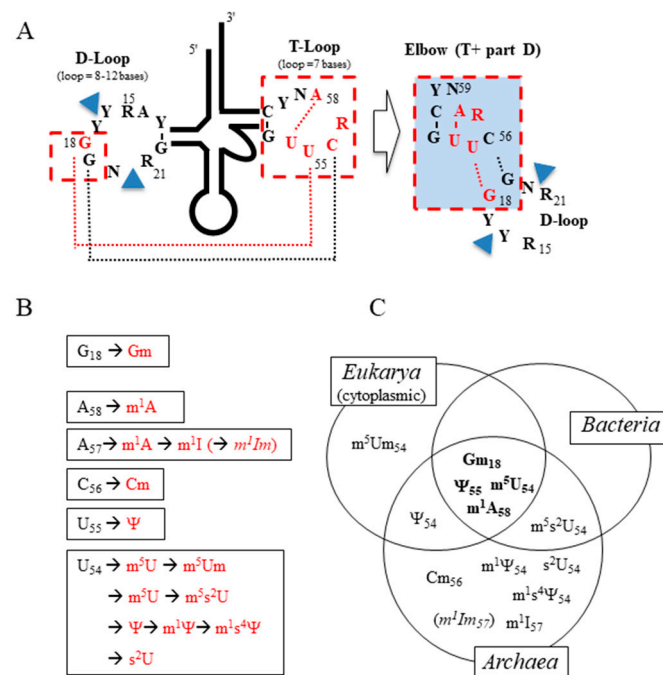 A
3'
5'
D-Loop
(loop = 8-12 bases)
T-Loop
(loop = 7 bases)
Elbow (T+ part D)
15
Y R A
Y
Y
Y
18
G
G
G
N
R
21
C Y N A
58
G
U
U
C
R
55
Y N
59
C
A R
G
U U C
56
G
N
R21
G
18
D-loop
Y
Y
R
15
B
G18 → Gm
A58 → m¹A
A57 → m¹A → m¹I (→ m¹Im)
C56 → Cm
U55 → Ψ
U54 → m⁵U → m⁵Um
→ m⁵U → m⁵s²U
→ Ψ → m¹Ψ → m¹s⁴Ψ
→ s²U
C
Eukarya
(cytoplasmic)
Bacteria
m⁵Um54
Gm18
Ψ55 m⁵U54
m¹A58
Ψ54
m⁵s²U54
Cm56
m¹Ψ54
s²U54
m¹s⁴Ψ54
(m¹Im57)
m¹I57
Archaea